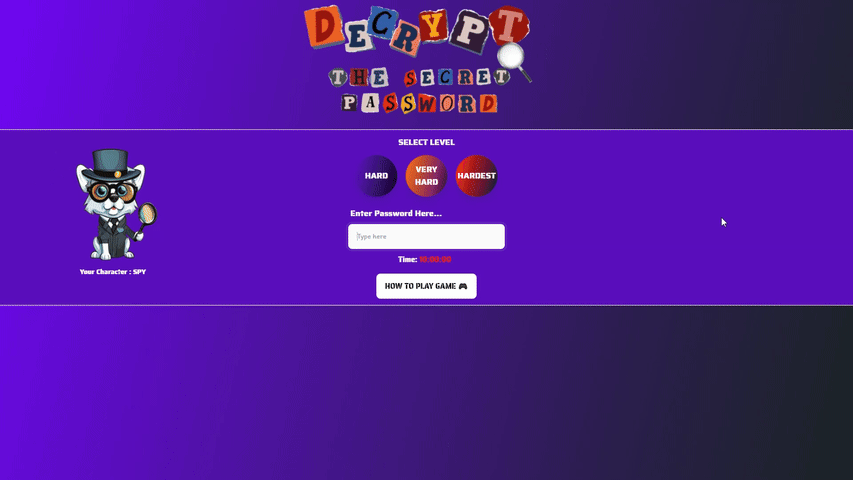 DECRYPT
THE SECRET
PASSWORD
SELECT LEVEL
HARD
VERY
HARD
HARDEST
Enter Password Here...
Type here
Time: 10:00:00
HOW TO PLAY GAME
Your Character : SPY